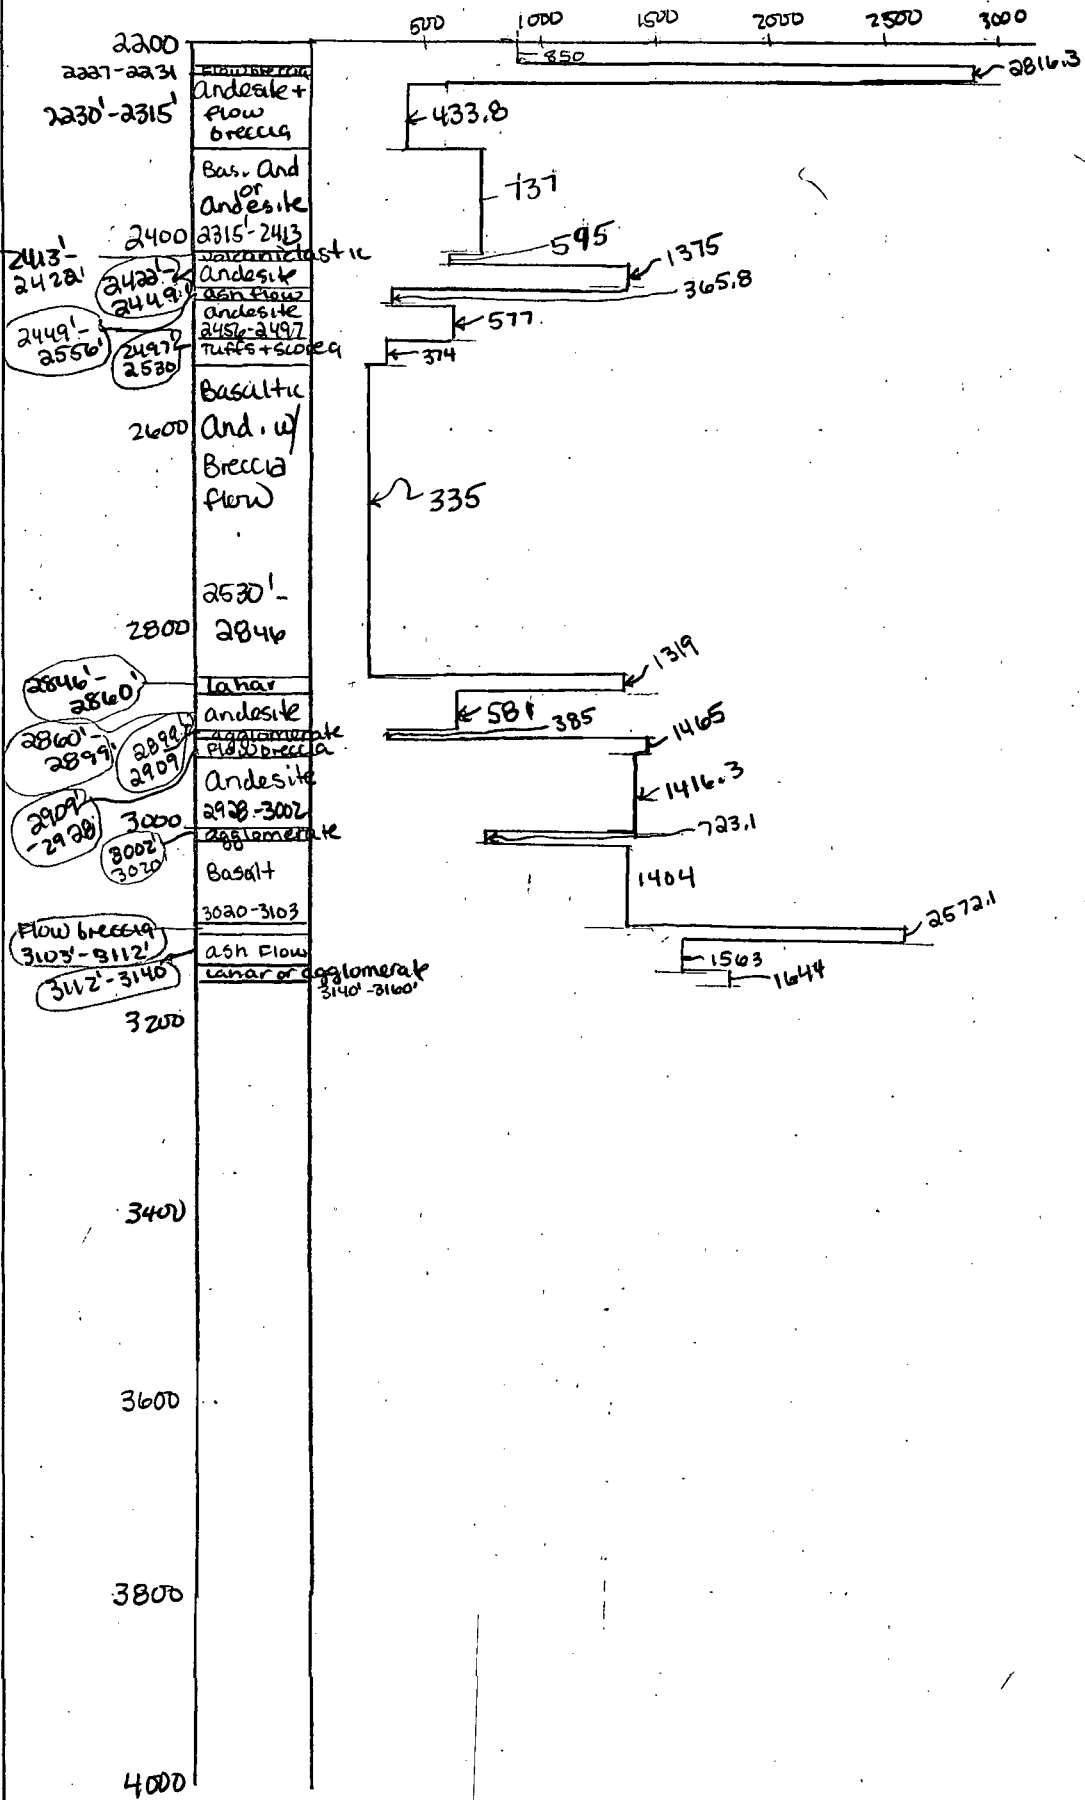 500 1000 1500 2000 2500 3000
2200
850
2816.3
2227-2231
Flow breccia
2230'-2315'
Andesite +
flow
breccia
433.8
Bas. And
or
Andesite
2315'-2413
737
2400
volcaniclastic
595
2413'-
2422'
2422'-
2449'
Andesite
1375
ash flow
365.8
2449'-
2556'
andesite
2456-2497
577
2497'
2530
Tuffs + scorea
374
Basaltic
And. w/
Breccia
flow
2530'-
2846
2600
335
2800
2846'-
2860'
Lahar
1319
andesite
581
2860'-
2899'
2899'
2909
agglomerate
385
flow breccia
1465
2909'
-2928'
Andesite
2928-3002
1416.3
3000
3002'
3020'
agglomerate
723.1
Basalt
3020-3103
1404
Flow breccia
3103'-3112'
2572.1
3112'-3140'
ash Flow
1563
Lahar or agglomerate
3140'-3160'
1644
3200
3400
3600
3800
4000